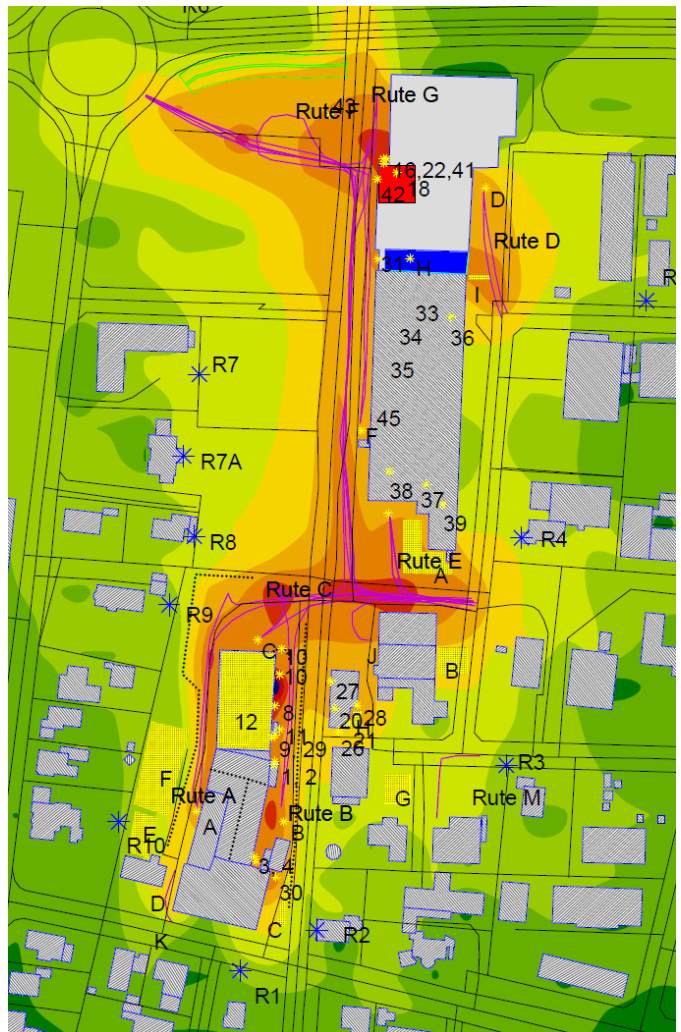 R6
Rute F
43
Rute G
16,22,41
18
42
D
Rute D
31
H
I
R
33
34
36
35
R7
45
F
R7A
38
37
39
R8
R4
Rute E
A
Rute C
R9
C
10
J
10
B
27
12
8
20
28
H
21
11
9
29
26
1
2
R3
F
Rute A
G
Rute M
A
Rute B
B
E
R10
3, 4
30
D
C
R2
K
R1